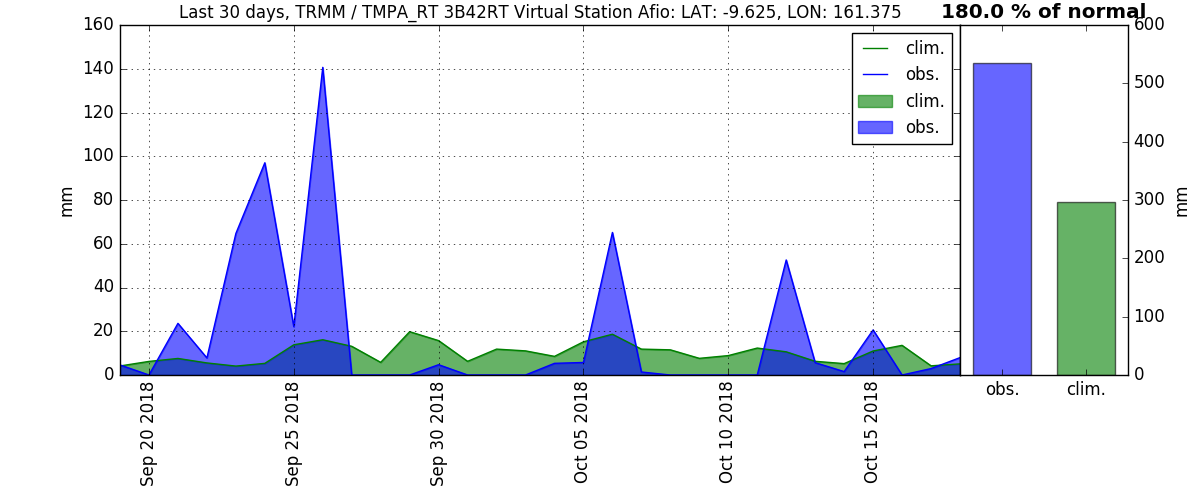 Last 30 days, TRMM / TMPA_RT 3B42RT Virtual Station Afio: LAT: -9.625, LON: 161.375
180.0 % of normal
160
140
120
100
80
60
40
20
0
mm
clim.
obs.
clim.
obs.
Sep 20 2018
Sep 25 2018
Sep 30 2018
Oct 05 2018
Oct 10 2018
Oct 15 2018
600
500
400
300
200
100
0
mm
obs.
clim.